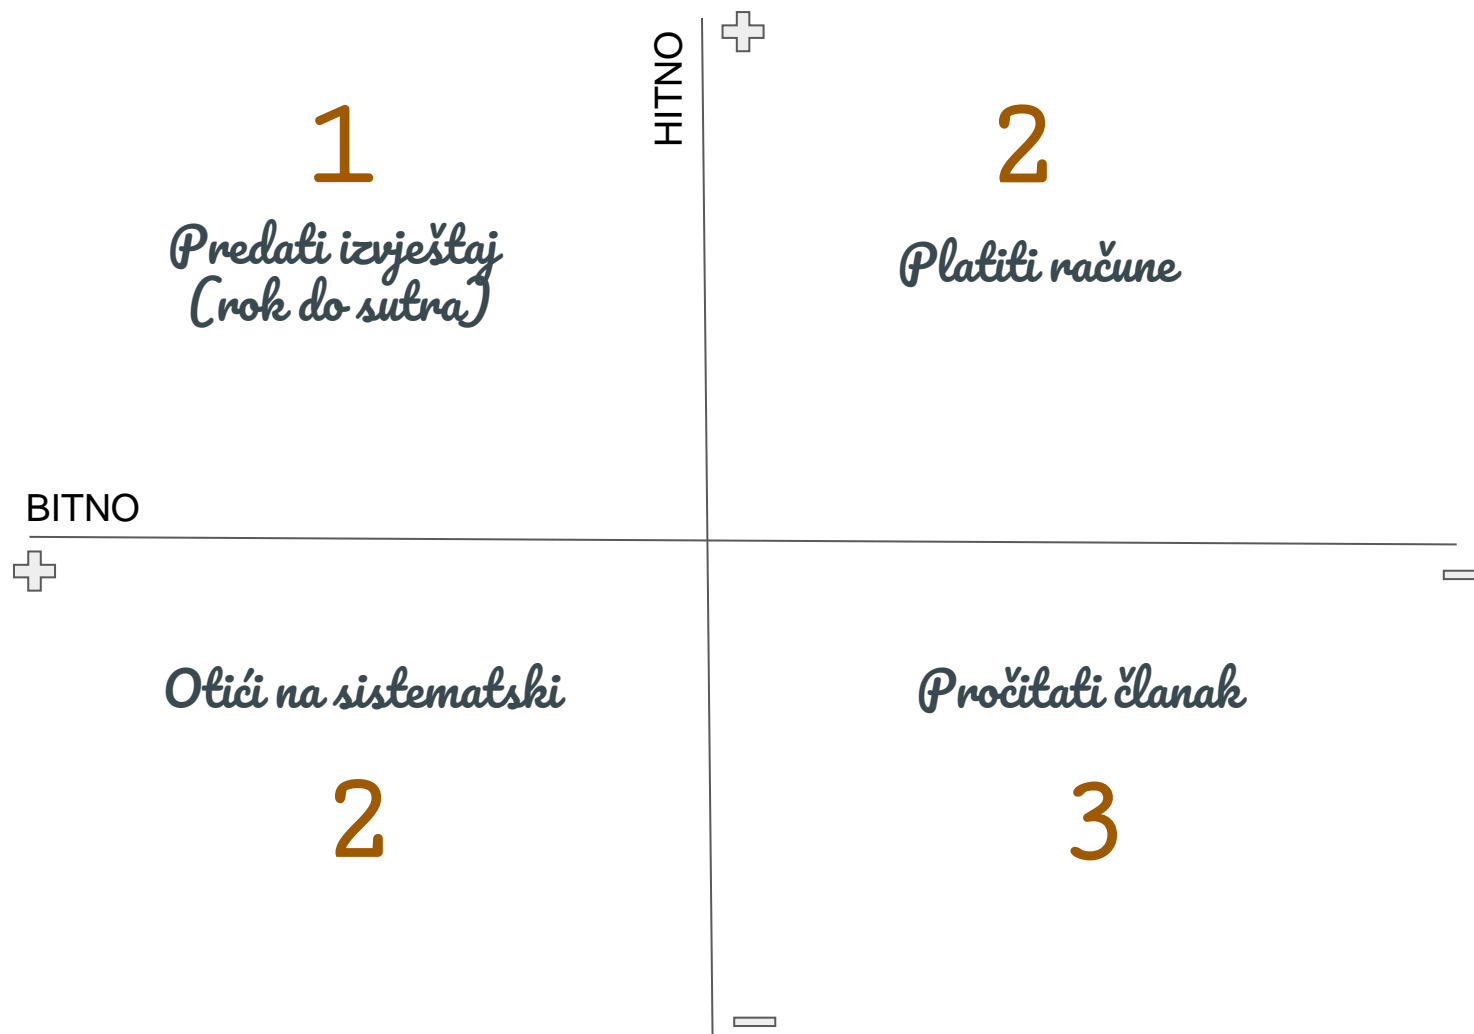 HITNO
1
Predati izvještaj
(rok do sutra)
2
Platiti račune
BITNO
Otići na sistematski
2
Pročitati članak
3